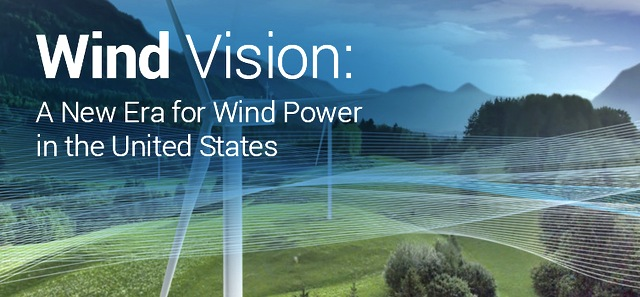 Wind Vision:
A New Era for Wind Power
in the United States